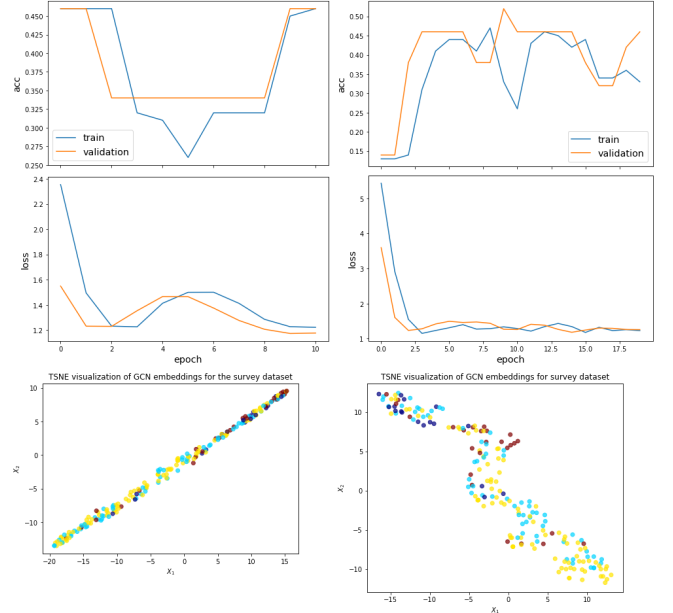 0.450
0.425
0.400
0.375
0.350
0.325
0.300
0.275
0.250
acc
train
validation
0.50
0.45
0.40
0.35
0.30
0.25
0.20
0.15
acc
train
validation
2.4
2.2
2.0
1.8
1.6
1.4
1.2
loss
0 2 4 6 8 10
epoch
5
4
3
2
1
loss
0.0 2.5 5.0 7.5 10.0 12.5 15.0 17.5
epoch
TSNE visualization of GCN embeddings for the survey dataset
10
5
0
−5
−10
X₂
−20 −15 −10 −5 0 5 10 15
X₁
TSNE visualization of GCN embeddings for survey dataset
10
5
0
−5
−10
X₂
−15 −10 −5 0 5 10
X₁